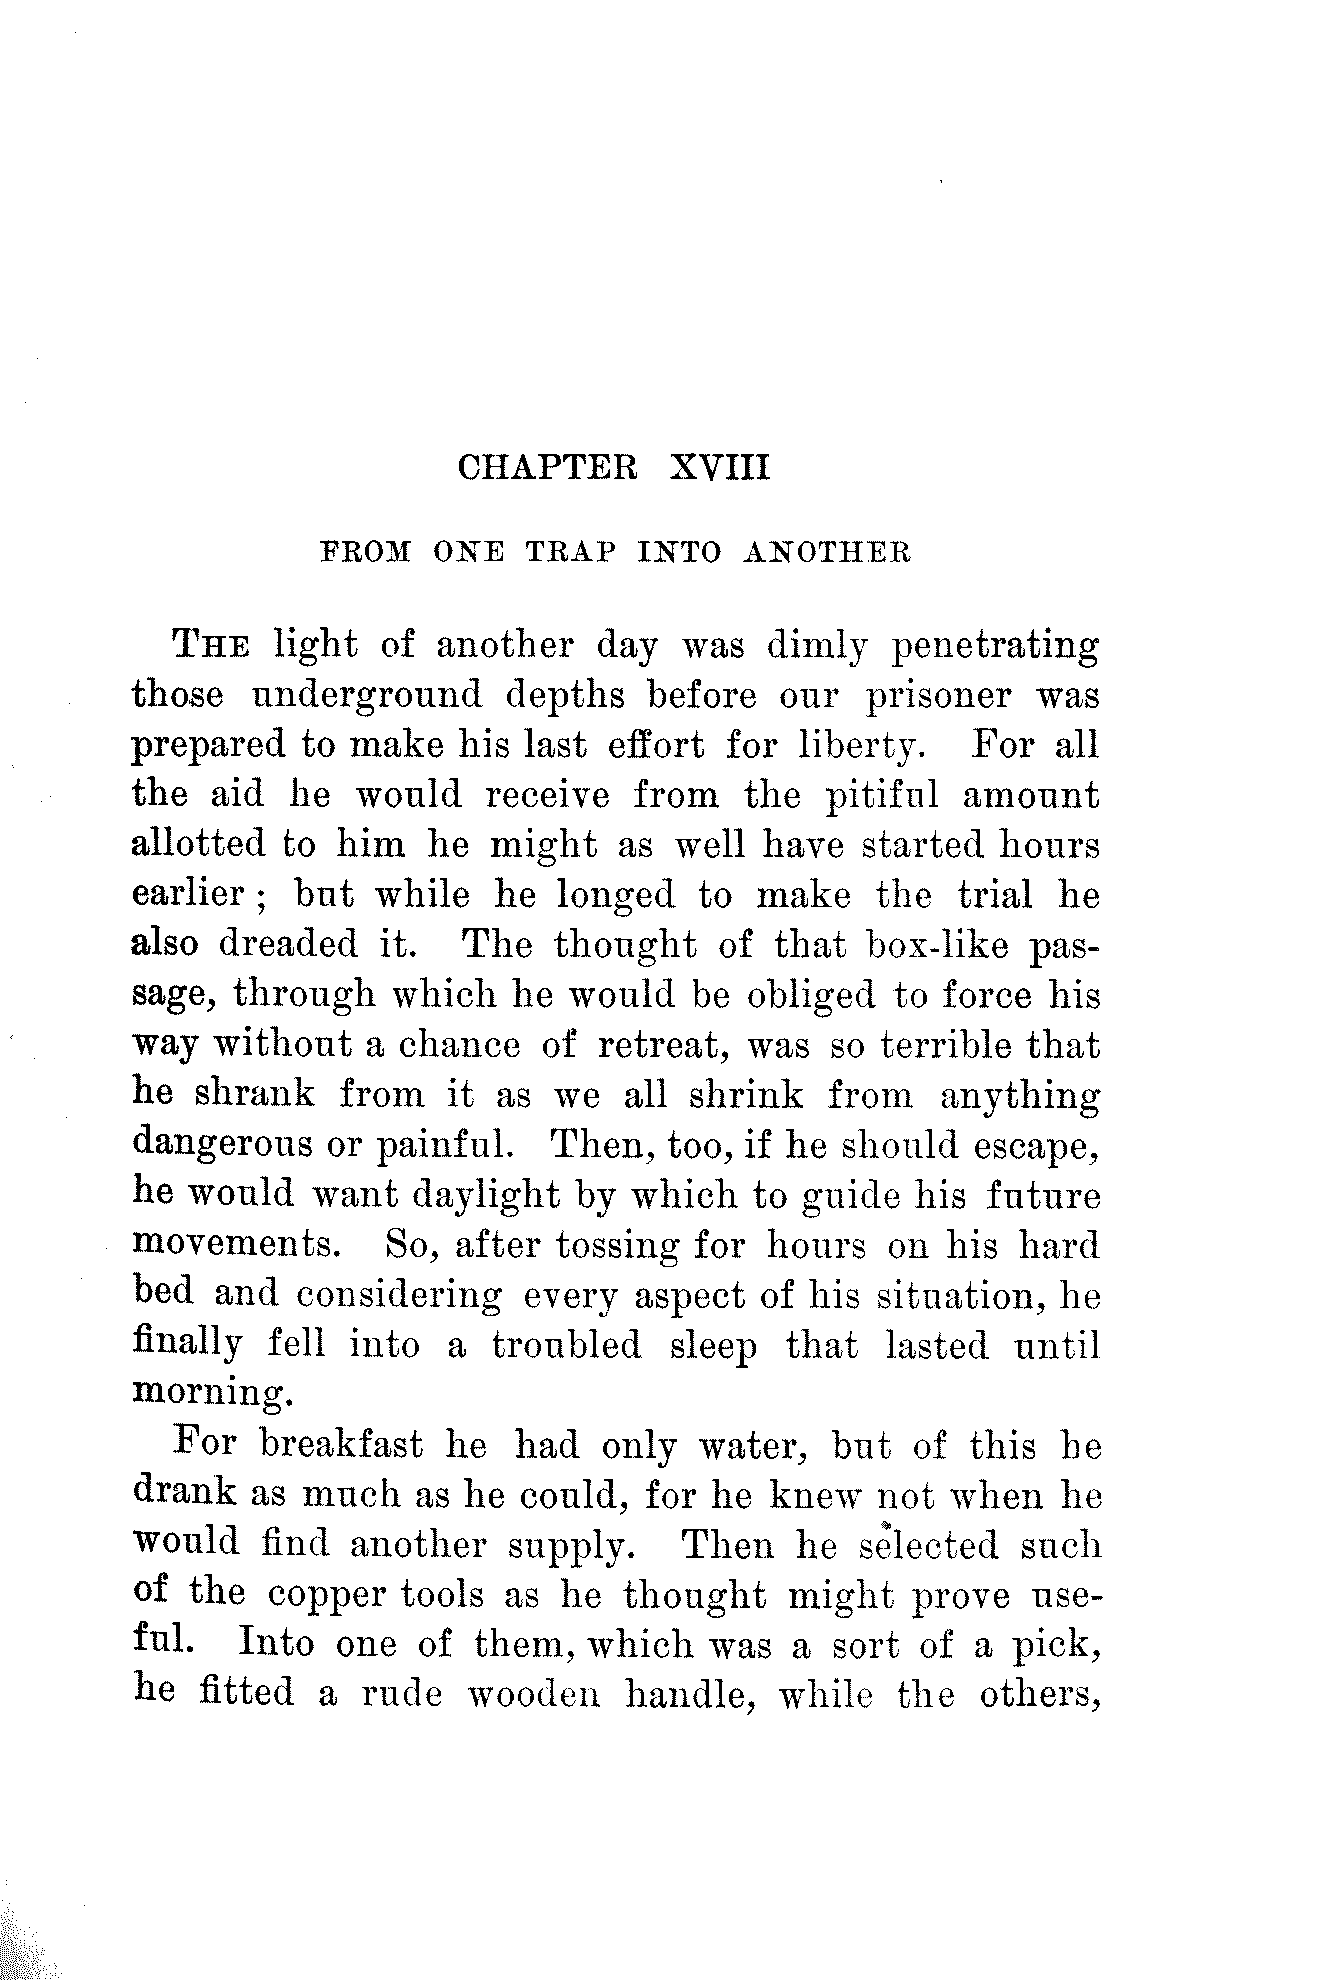 CHAPTER XVIII
FROM ONE TRAP INTO ANOTHER
THE light of another day was dimly penetrating
those underground depths before our prisoner was
prepared to make his last effort for liberty. For all
the aid he would receive from the pitiful amount
allotted to him he might as well have started hours
earlier; but while he longed to make the trial he
also dreaded it. The thought of that box-like pas-
sage, through which he would be obliged to force his
way without a chance of retreat, was so terrible that
he shrank from it as we all shrink from anything
dangerous or painful. Then, too, if he should escape,
he would want daylight by which to guide his future
movements. So, after tossing for hours on his hard
bed and considering every aspect of his situation, he
finally fell into a troubled sleep that lasted until
morning.
For breakfast he had only water, but of this he
drank as much as he could, for he knew not when he
would find another supply. Then he selected such
of the copper tools as he thought might prove use-
ful. Into one of them, which was a sort of a pick,
he fitted a rude wooden handle, while the others,